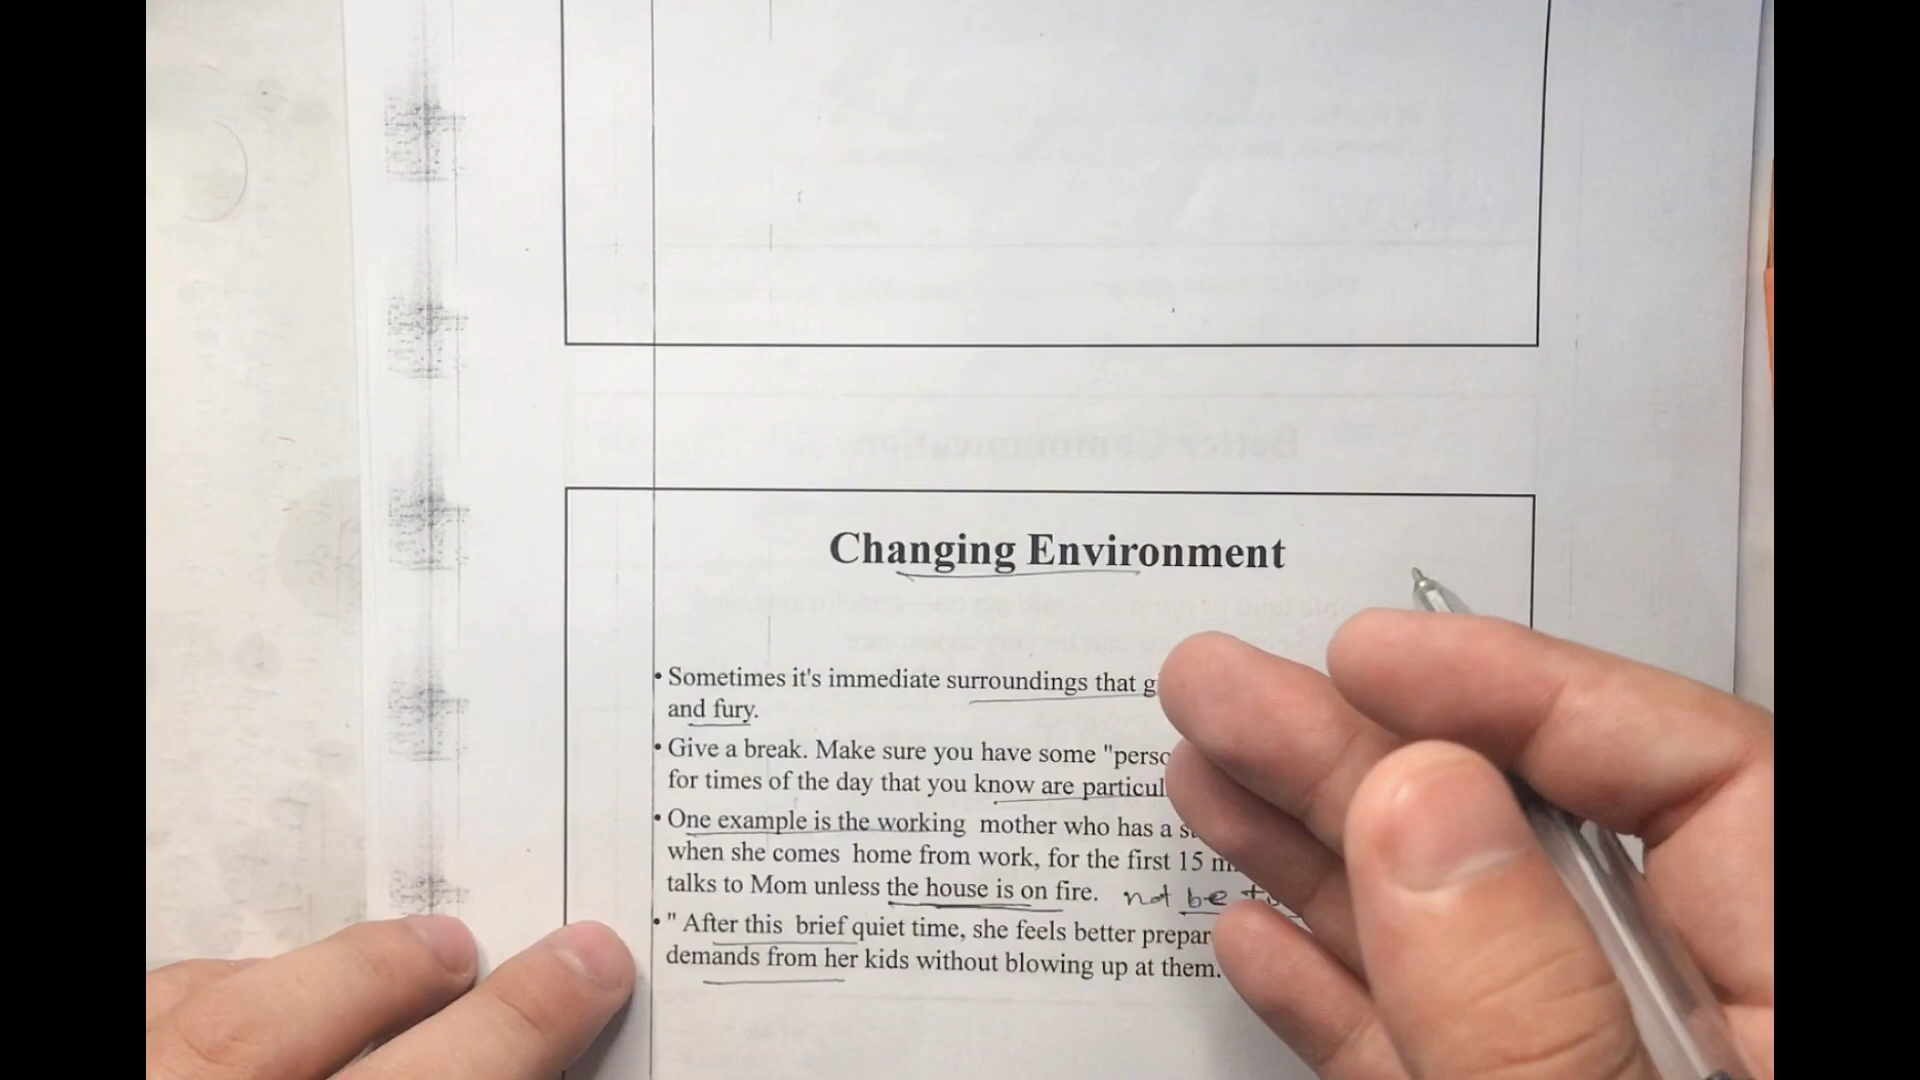 Changing Environment
• Sometimes it's immediate surroundings that
and fury.
• Give a break. Make sure you have some
for times of the day that you know are
• One example is the working mother who has a
when she comes home from work, for the first 15
talks to Mom unless the house is on fire. not be
• " After this brief quiet time, she feels better
demands from her kids without blowing up at them.